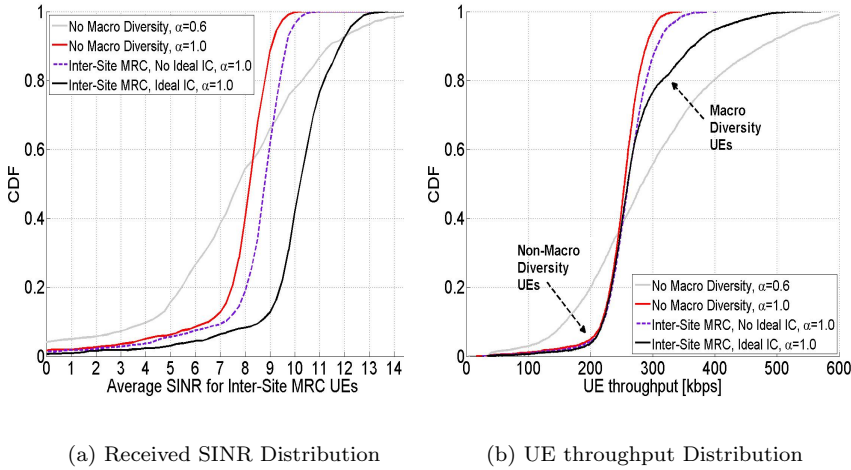 No Macro Diversity, α=0.6
No Macro Diversity, α=1.0
Inter-Site MRC, No Ideal IC, α=1.0
Inter-Site MRC, Ideal IC, α=1.0
CDF
1
0.8
0.6
0.4
0.2
0
0 1 2 3 4 5 6 7 8 9 10 11 12 13 14
Average SINR for Inter-Site MRC UEs
(a) Received SINR Distribution
CDF
1
0.8
0.6
0.4
0.2
0
Macro
Diversity
UEs
Non-Macro
Diversity
UEs
No Macro Diversity, α=0.6
No Macro Diversity, α=1.0
Inter-Site MRC, No Ideal IC, α=1.0
Inter-Site MRC, Ideal IC, α=1.0
0 100 200 300 400 500 600
UE throughput [kbps]
(b) UE throughput Distribution